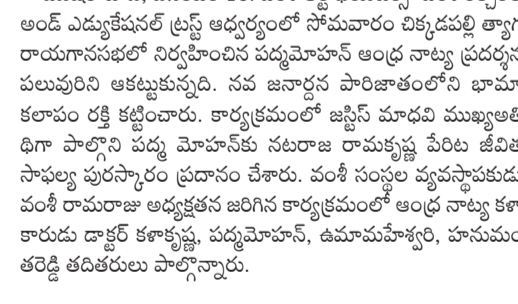 అండ్ ఎడ్యుకేషనల్ ట్రస్ట్ ఆధ్వర్యంలో సోమవారం చిక్కడపల్లి త్యాగ
రాయగానసభలో నిర్వహించిన పద్మమోహన్ ఆంధ్ర నాట్య ప్రదర్శన
పలువురిని ఆకట్టుకున్నది. నవ జనార్దన పారిజాతంలోని భామా
కలాపం రక్తి కట్టించారు. కార్యక్రమంలో జస్టిస్ మాధవి ముఖ్యఅతి
థిగా పాల్గొని పద్మ మోహన్‌కు నటరాజ రామకృష్ణ పేరిట జీవిత
సాఫల్య పురస్కారం ప్రదానం చేశారు. వంశీ సంస్థల వ్యవస్థాపకుడు
వంశీ రామరాజు అధ్యక్షతన జరిగిన కార్యక్రమంలో ఆంధ్ర నాట్య కళా
కారుడు డాక్టర్ కళాకృష్ణ, పద్మమోహన్, ఉమామహేశ్వరి, హనుమం
తరెడ్డి తదితరులు పాల్గొన్నారు.